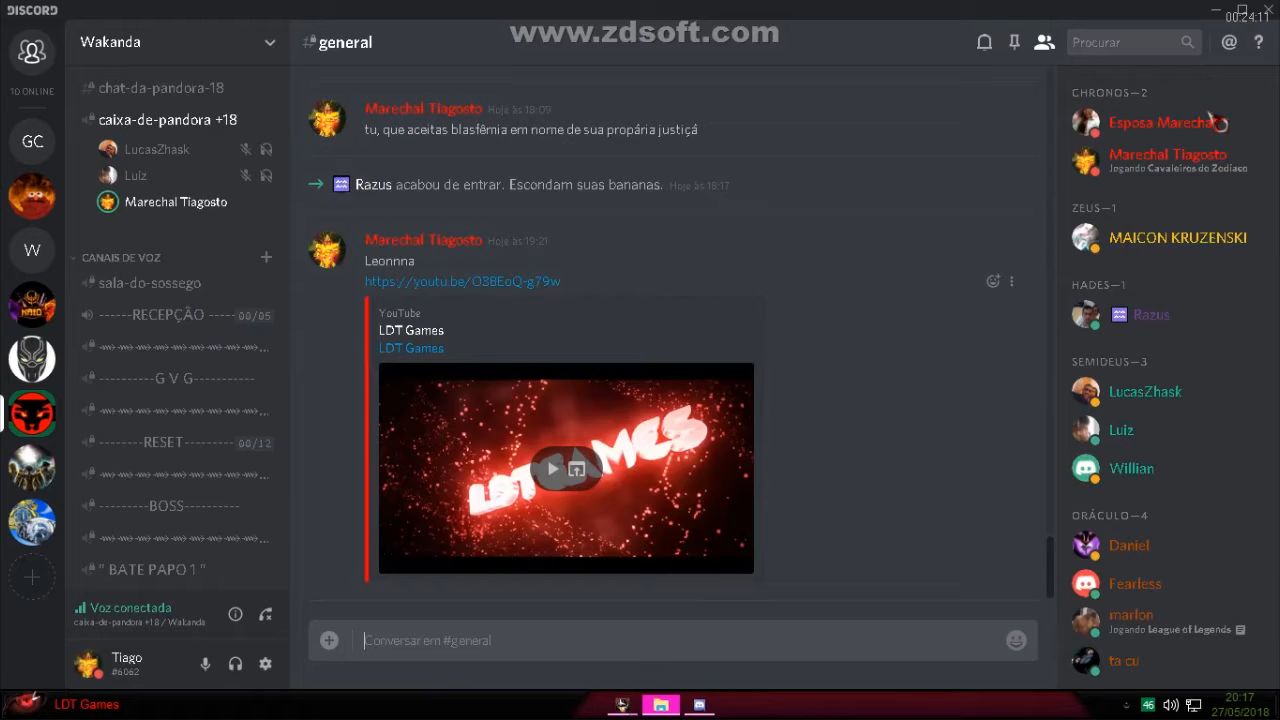 DISCORD
www.zdsoft.com
00:24:11
Wakanda
#general
Procurar
10 ONLINE
GC
W
chat-da-pandora-18
caixa-de-pandora +18
LucasZhask
Luiz
Marechal Tiagosto
CANAIS DE VOZ
sala-do-sossego
------RECEPÇÃO ----- 00/05
----------G V G-----------
--------RESET-------- 00/12
---------BOSS----------
" BATE PAPO 1 "
Voz conectada
caixa-de-pandora +18 / Wakanda
Tiago
#6062
Marechal Tiagosto Hoje às 18:09
tu, que aceitas blasfêmia em nome de sua propária justiçâ
Razus acabou de entrar. Escondam suas bananas. Hoje às 18:17
Marechal Tiagosto Hoje às 19:21
Leonnna
https://youtu.be/O3BEoQ-g79w
YouTube
LDT Games
LDT Games
Conversar em #general
CHRONOS—2
Esposa Marecha
Marechal Tiagosto
Jogando Cavaleiros do Zodíaco
ZEUS—1
MAICON KRUZENSKI
HADES—1
Razus
SEMIDEUS—3
LucasZhask
Luiz
Willian
ORÁCULO—4
Daniel
Fearless
marlon
Jogando League of Legends
ta cu
LDT Games
46
20:17
27/05/2018